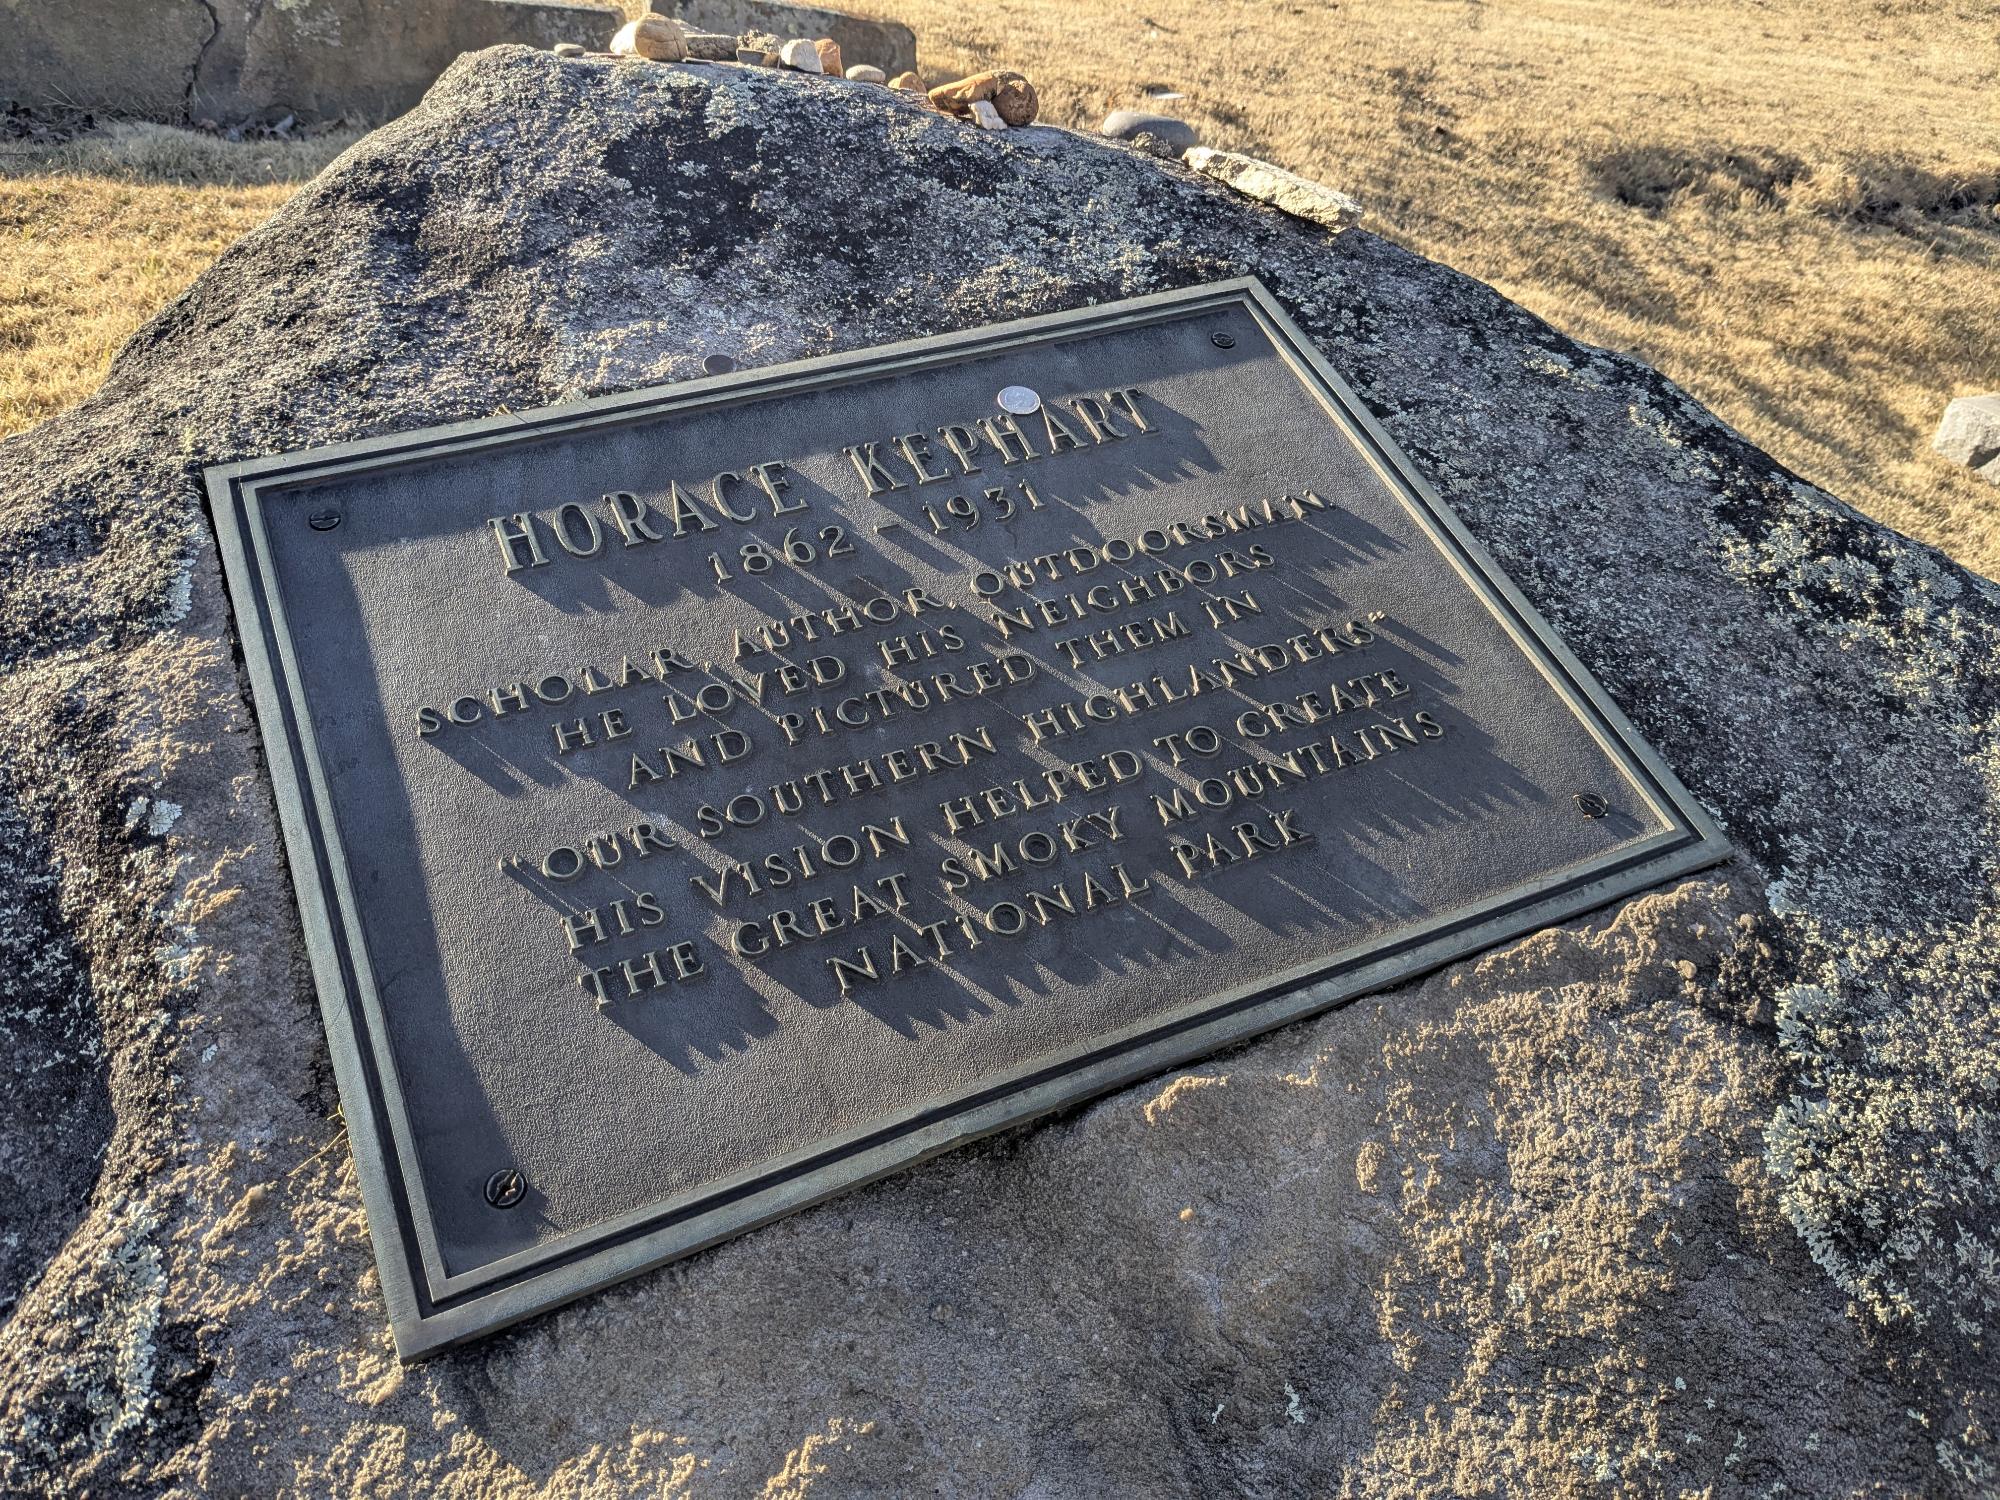 HORACE KEPHART
1862 - 1931
SCHOLAR, AUTHOR, OUTDOORSMAN.
HE LOVED HIS NEIGHBORS
AND PICTURED THEM IN
"OUR SOUTHERN HIGHLANDERS"
HIS VISION HELPED TO CREATE
THE GREAT SMOKY MOUNTAINS
NATIONAL PARK